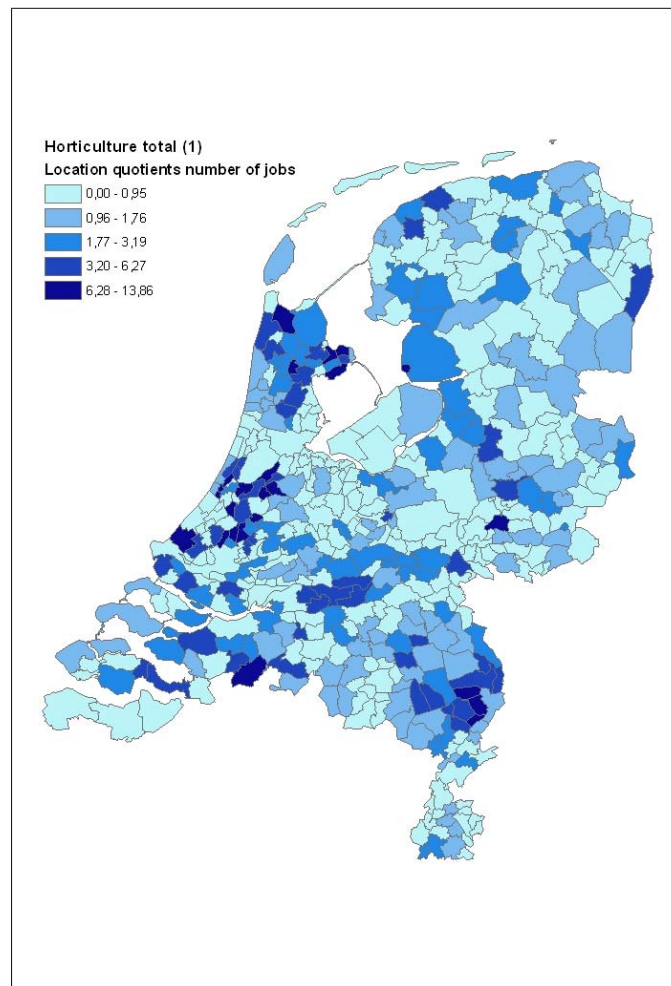 Horticulture total (1)
Location quotients number of jobs
0,00 - 0,95
0,96 - 1,76
1,77 - 3,19
3,20 - 6,27
6,28 - 13,86